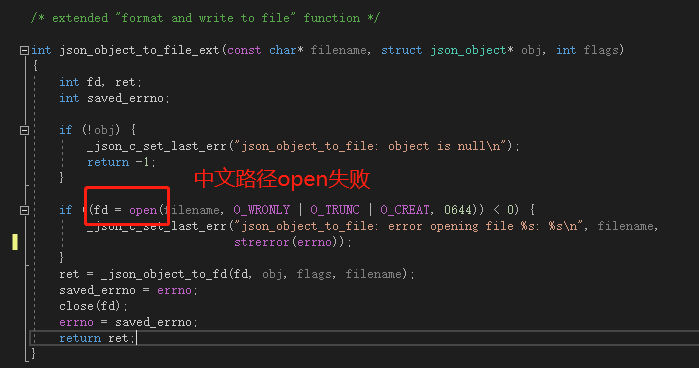 /* extended "format and write to file" function */
int json_object_to_file_ext(const char* filename, struct json_object* obj, int flags)
{
int fd, ret;
int saved_errno;
if (!obj) {
_json_c_set_last_err("json_object_to_file: object is null\n");
return -1;
}
中文路径open失败
if ((fd = open(filename, O_WRONLY | O_TRUNC | O_CREAT, 0644)) < 0) {
_json_c_set_last_err("json_object_to_file: error opening file %s: %s\n", filename,
strerror(errno));
}
ret = _json_object_to_fd(fd, obj, flags, filename);
saved_errno = errno;
close(fd);
errno = saved_errno;
return ret;
}